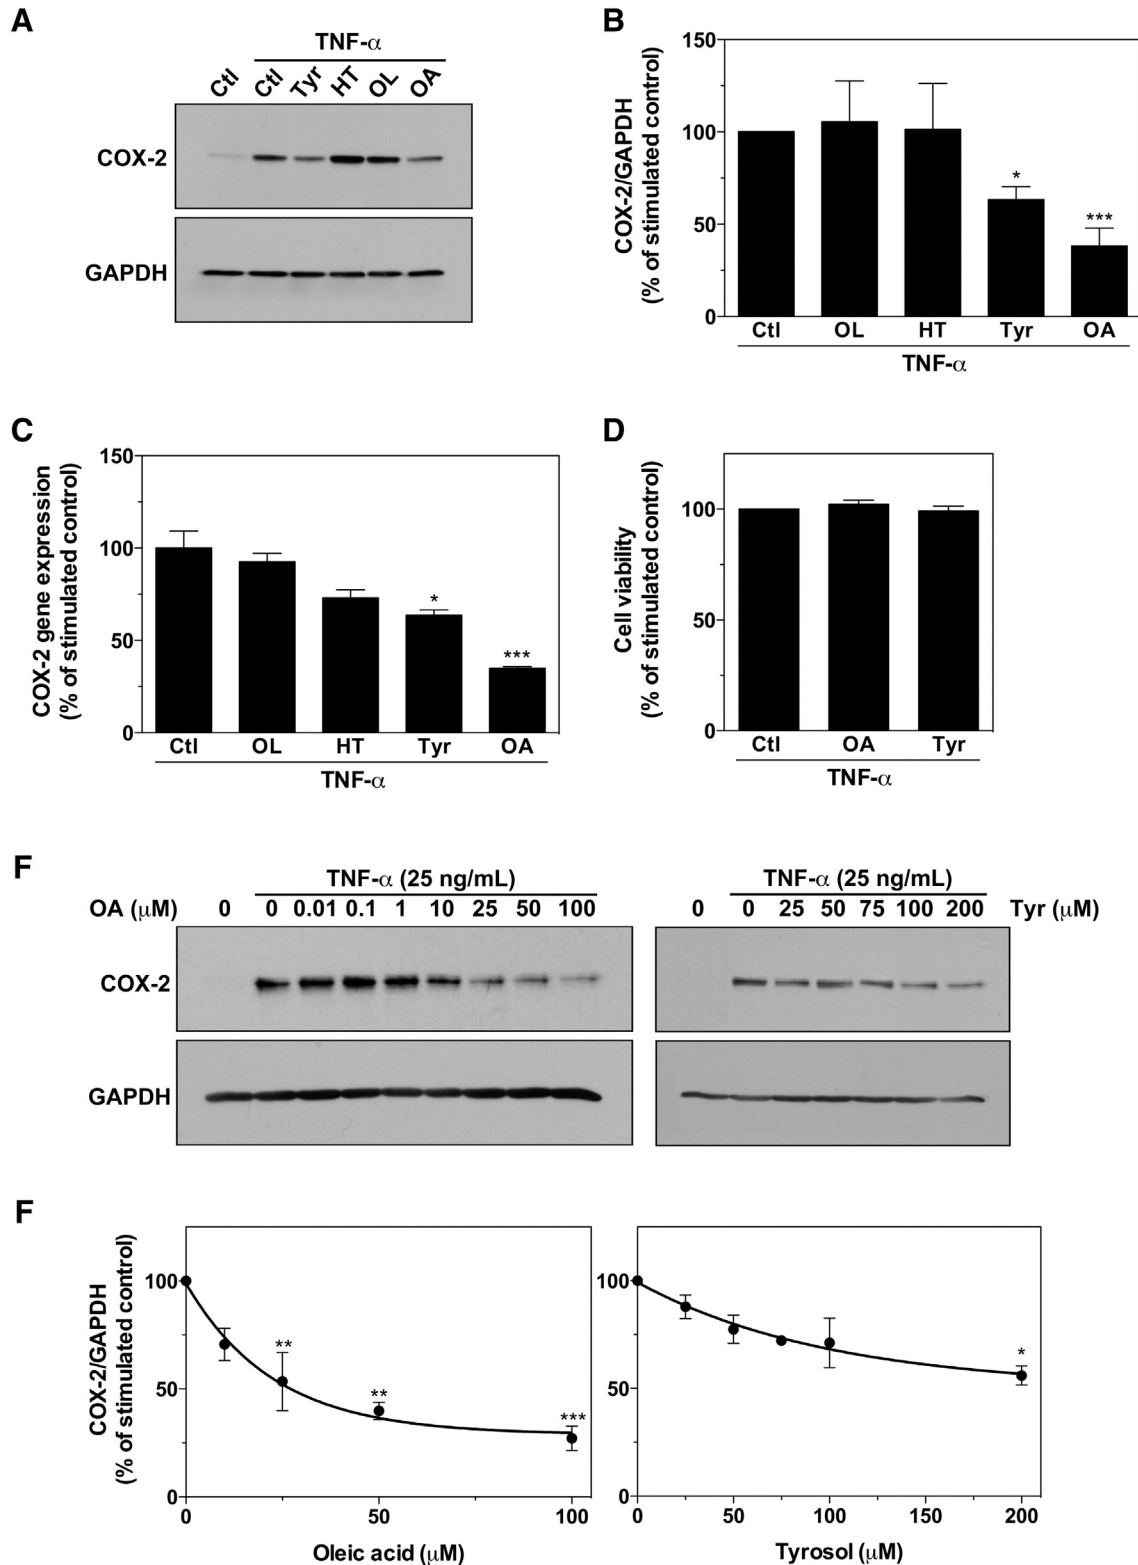 A
TNF-α
Ctl Ctl Tyr HT OL OA
COX-2
GAPDH
B
COX-2/GAPDH
(% of stimulated control)
150
100
50
0
Ctl OL HT Tyr OA
* ***
TNF-α
C
COX-2 gene expression
(% of stimulated control)
150
100
50
0
* ***
Ctl OL HT Tyr OA
TNF-α
D
Cell viability
(% of stimulated control)
100
50
0
Ctl OA Tyr
TNF-α
F
TNF-α (25 ng/mL)
OA (μM) 0 0 0.01 0.1 1 10 25 50 100
COX-2
GAPDH
TNF-α (25 ng/mL)
0 0 25 50 75 100 200 Tyr (μM)
F
COX-2/GAPDH
(% of stimulated control)
100
50
0
** ** ***
0 50 100
Oleic acid (μM)
100
50
0
*
0 50 100 150 200
Tyrosol (μM)